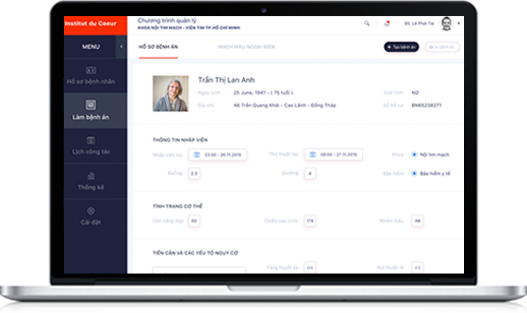 Institut du Coeur
Chương trình quản lý
KHOA NỘI TIM MẠCH - VIỆN TIM TP.HỒ CHÍ MINH
BS. Lê Phát Tài
MENU
HỒ SƠ BỆNH ÁN
MẠCH MÁU NGOẠI BIÊN
+ Tạo bệnh án
In bệnh án
Hồ sơ bệnh nhân
Làm bệnh án
Lịch công tác
Thống kê
Cài đặt
Trần Thị Lan Anh
Ngày sinh 25 June, 1941 - ( 75 tuổi ) Giới tính Nữ
Địa chỉ 46 Trần Quang Khải - Cao Lãnh - Đồng Tháp Số hồ sơ BN65238271
THÔNG TIN NHẬP VIỆN
Nhập viện lúc 23:00 - 26.11.2015 Thủ thuật lúc 08:00 - 27.11.2015 Khoa Nội tim mạch
Buồng 2.3 Giường 4 Bảo hiểm Bảo hiểm y tế
TÌNH TRẠNG CƠ THỂ
Cân nặng (kg) 60 Chiều cao (cm) 174 Nhóm máu AB
TIỀN CĂN VÀ CÁC YẾU TỐ NGUY CƠ
Tăng huyết áp Hút thuốc lá